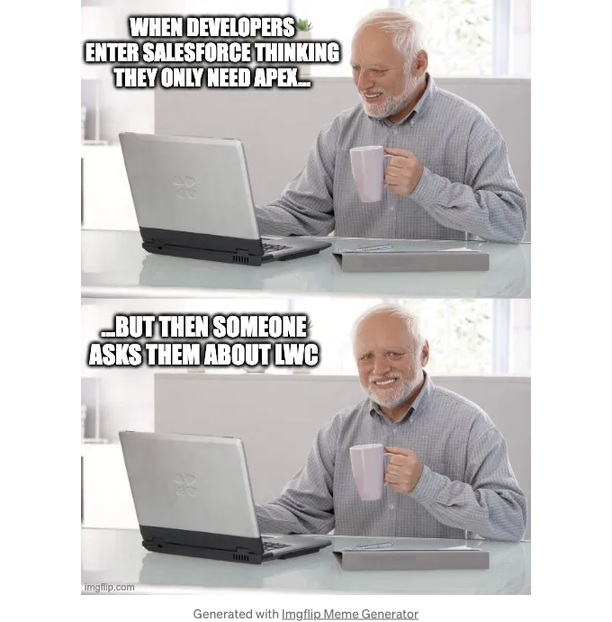 WHEN DEVELOPERS
ENTER SALESFORCE THINKING
THEY ONLY NEED APEX...
...BUT THEN SOMEONE
ASKS THEM ABOUT LWC
imgflip.com
Generated with Imgflip Meme Generator